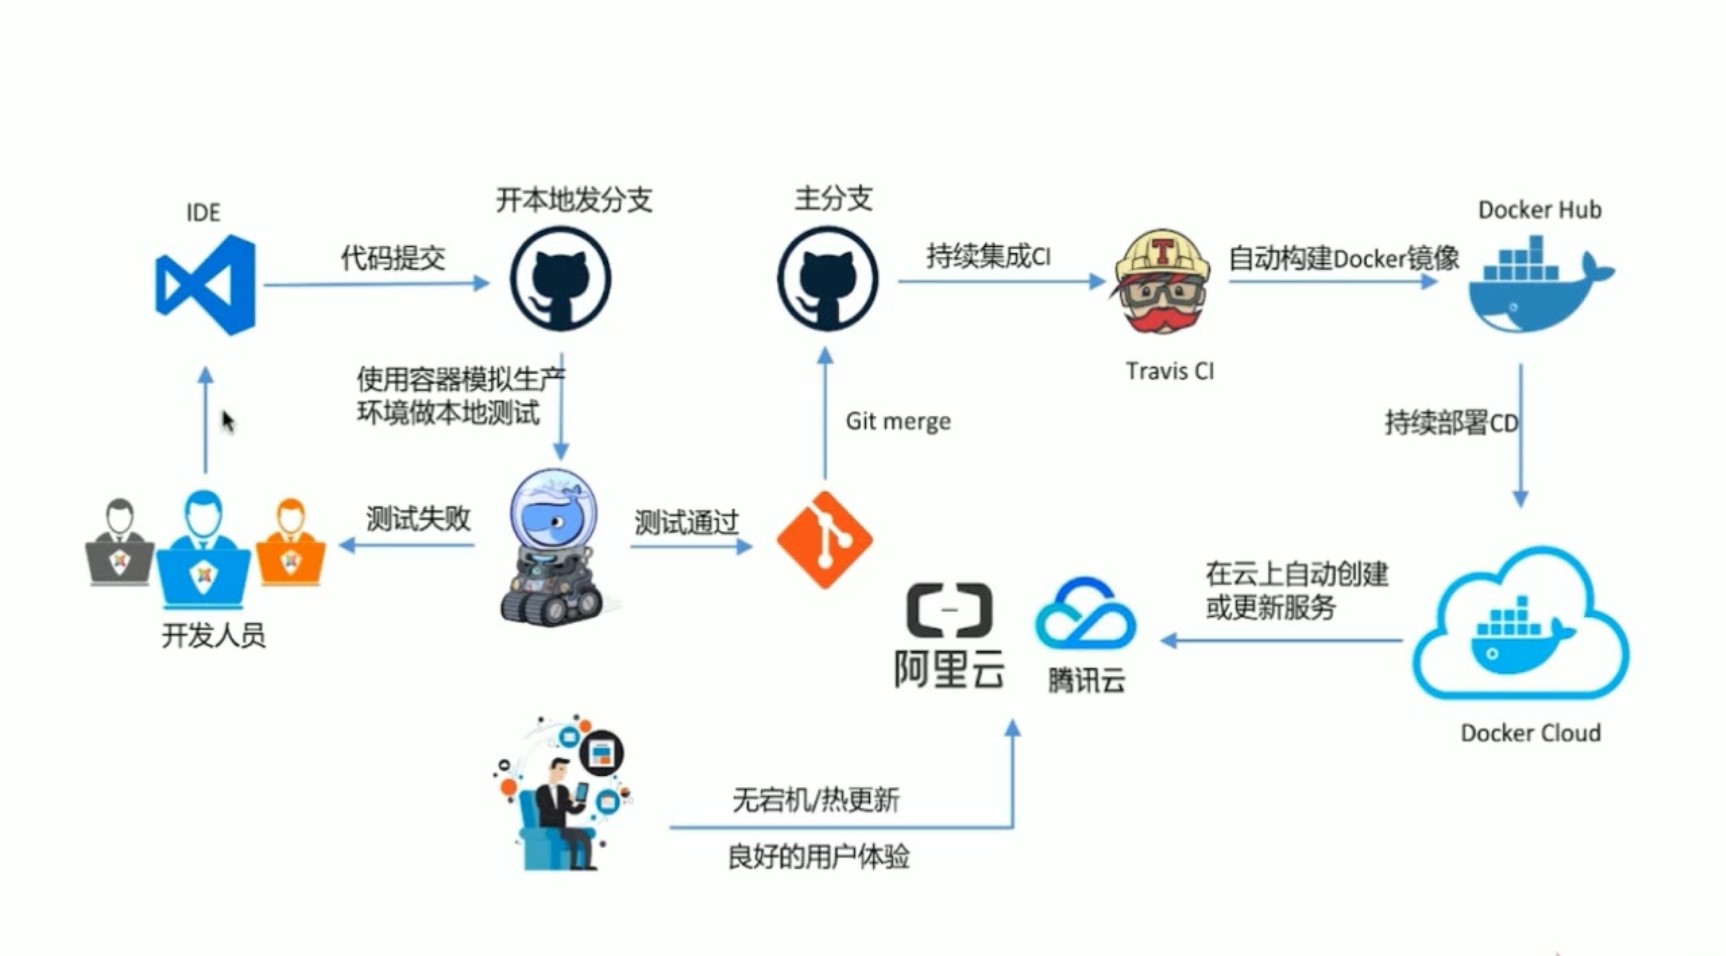 IDE
代码提交
开本地发分支
主分支
持续集成CI
Travis CI
自动构建Docker镜像
Docker Hub
使用容器模拟生产
环境做本地测试
Git merge
持续部署CD
测试失败
测试通过
开发人员
阿里云
腾讯云
在云上自动创建
或更新服务
Docker Cloud
无宕机/热更新
良好的用户体验